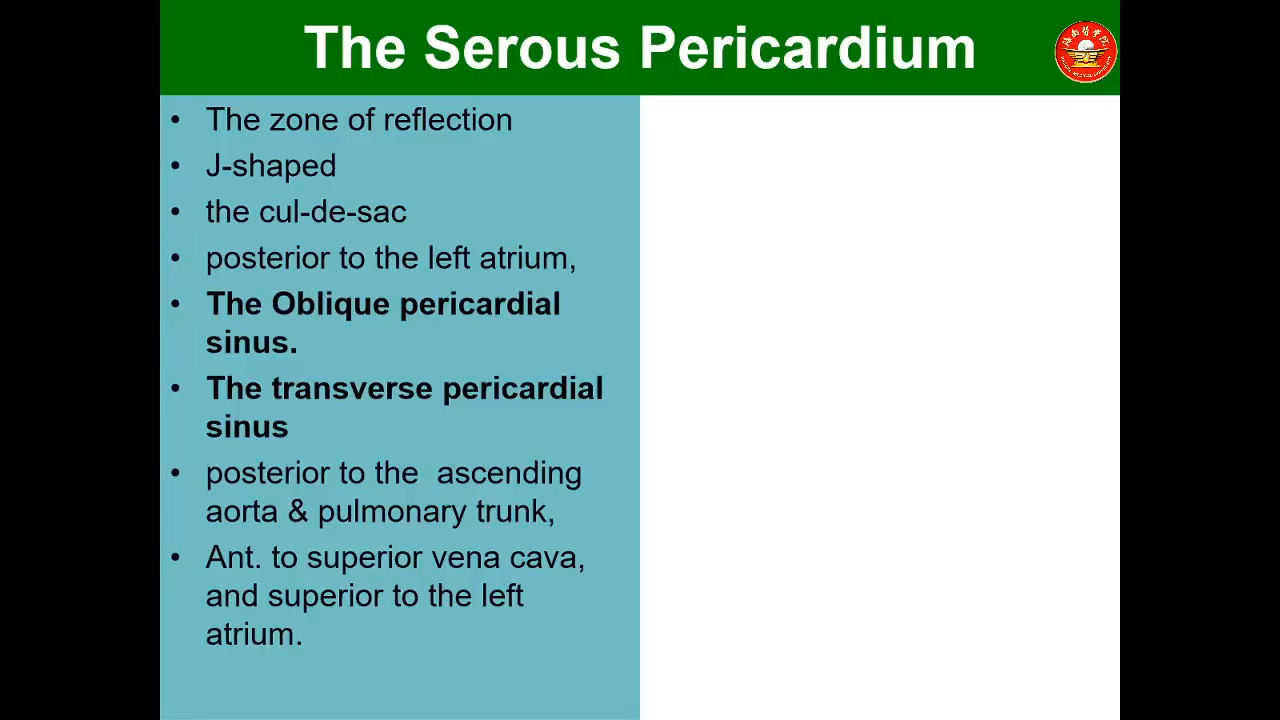 The Serous Pericardium
• The zone of reflection
• J-shaped
• the cul-de-sac
• posterior to the left atrium,
• The Oblique pericardial
sinus.
• The transverse pericardial
sinus
• posterior to the ascending
aorta & pulmonary trunk,
• Ant. to superior vena cava,
and superior to the left
atrium.